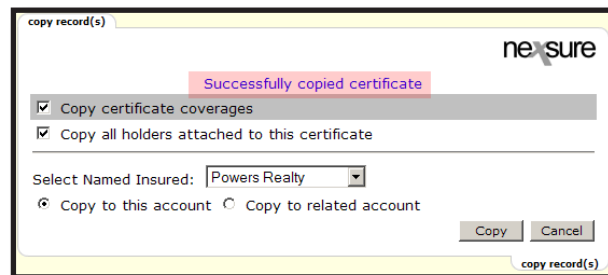 copy record(s)
nexsure
Successfully copied certificate
Copy certificate coverages
Copy all holders attached to this certificate
Select Named Insured: Powers Realty
Copy to this account Copy to related account
Copy Cancel
copy record(s)